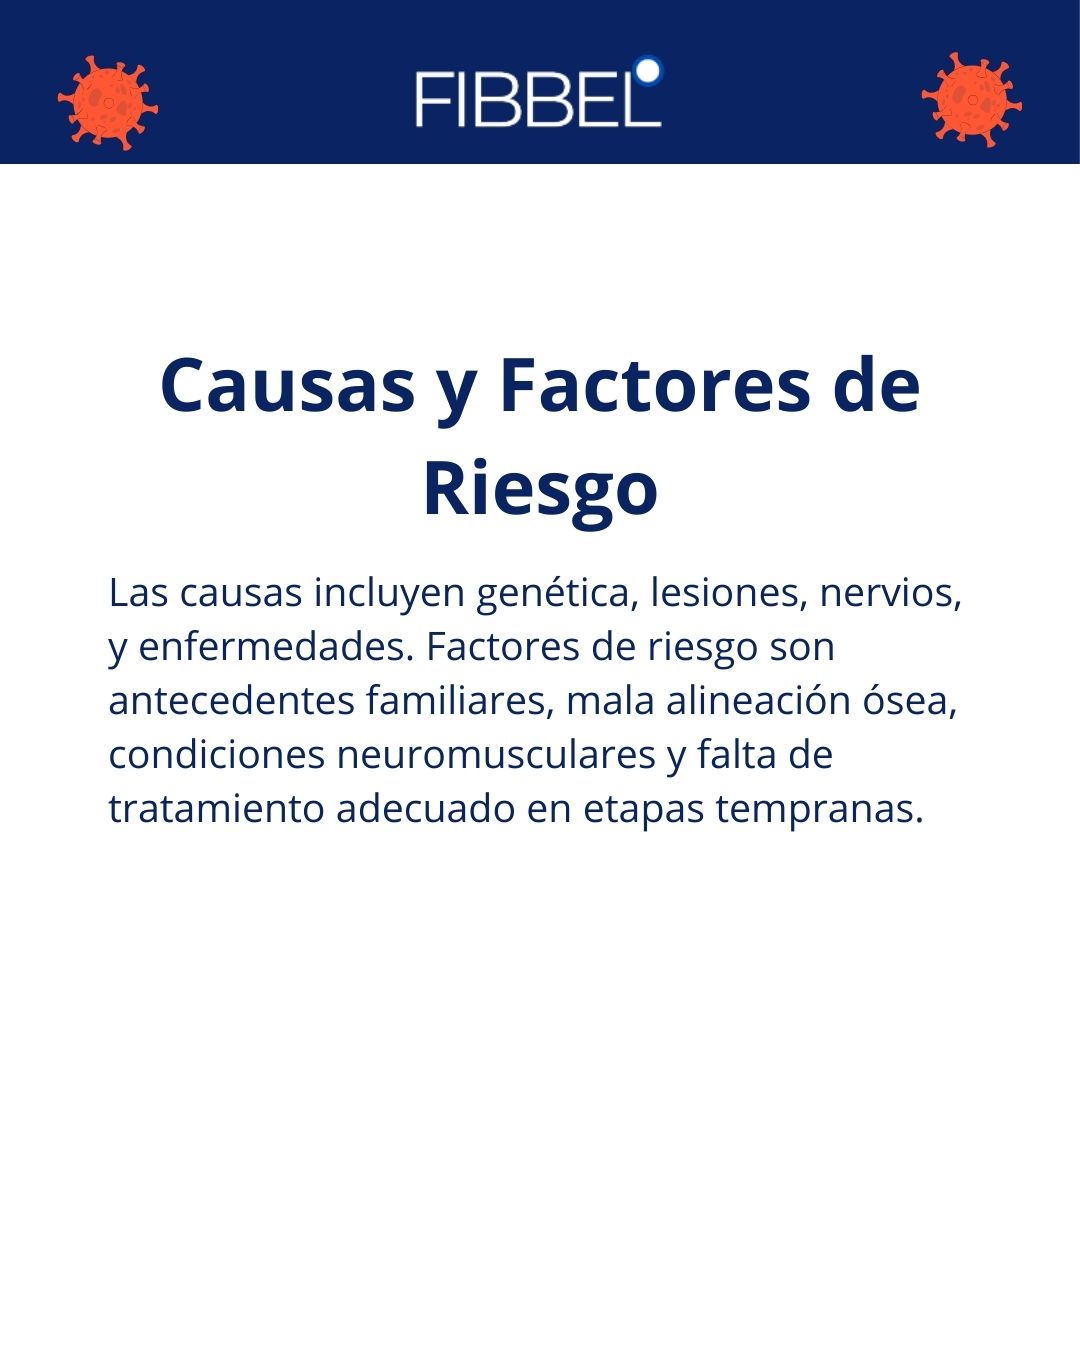 FIBBEL
Causas y Factores de
Riesgo
Las causas incluyen genética, lesiones, nervios,
y enfermedades. Factores de riesgo son
antecedentes familiares, mala alineación ósea,
condiciones neuromusculares y falta de
tratamiento adecuado en etapas tempranas.